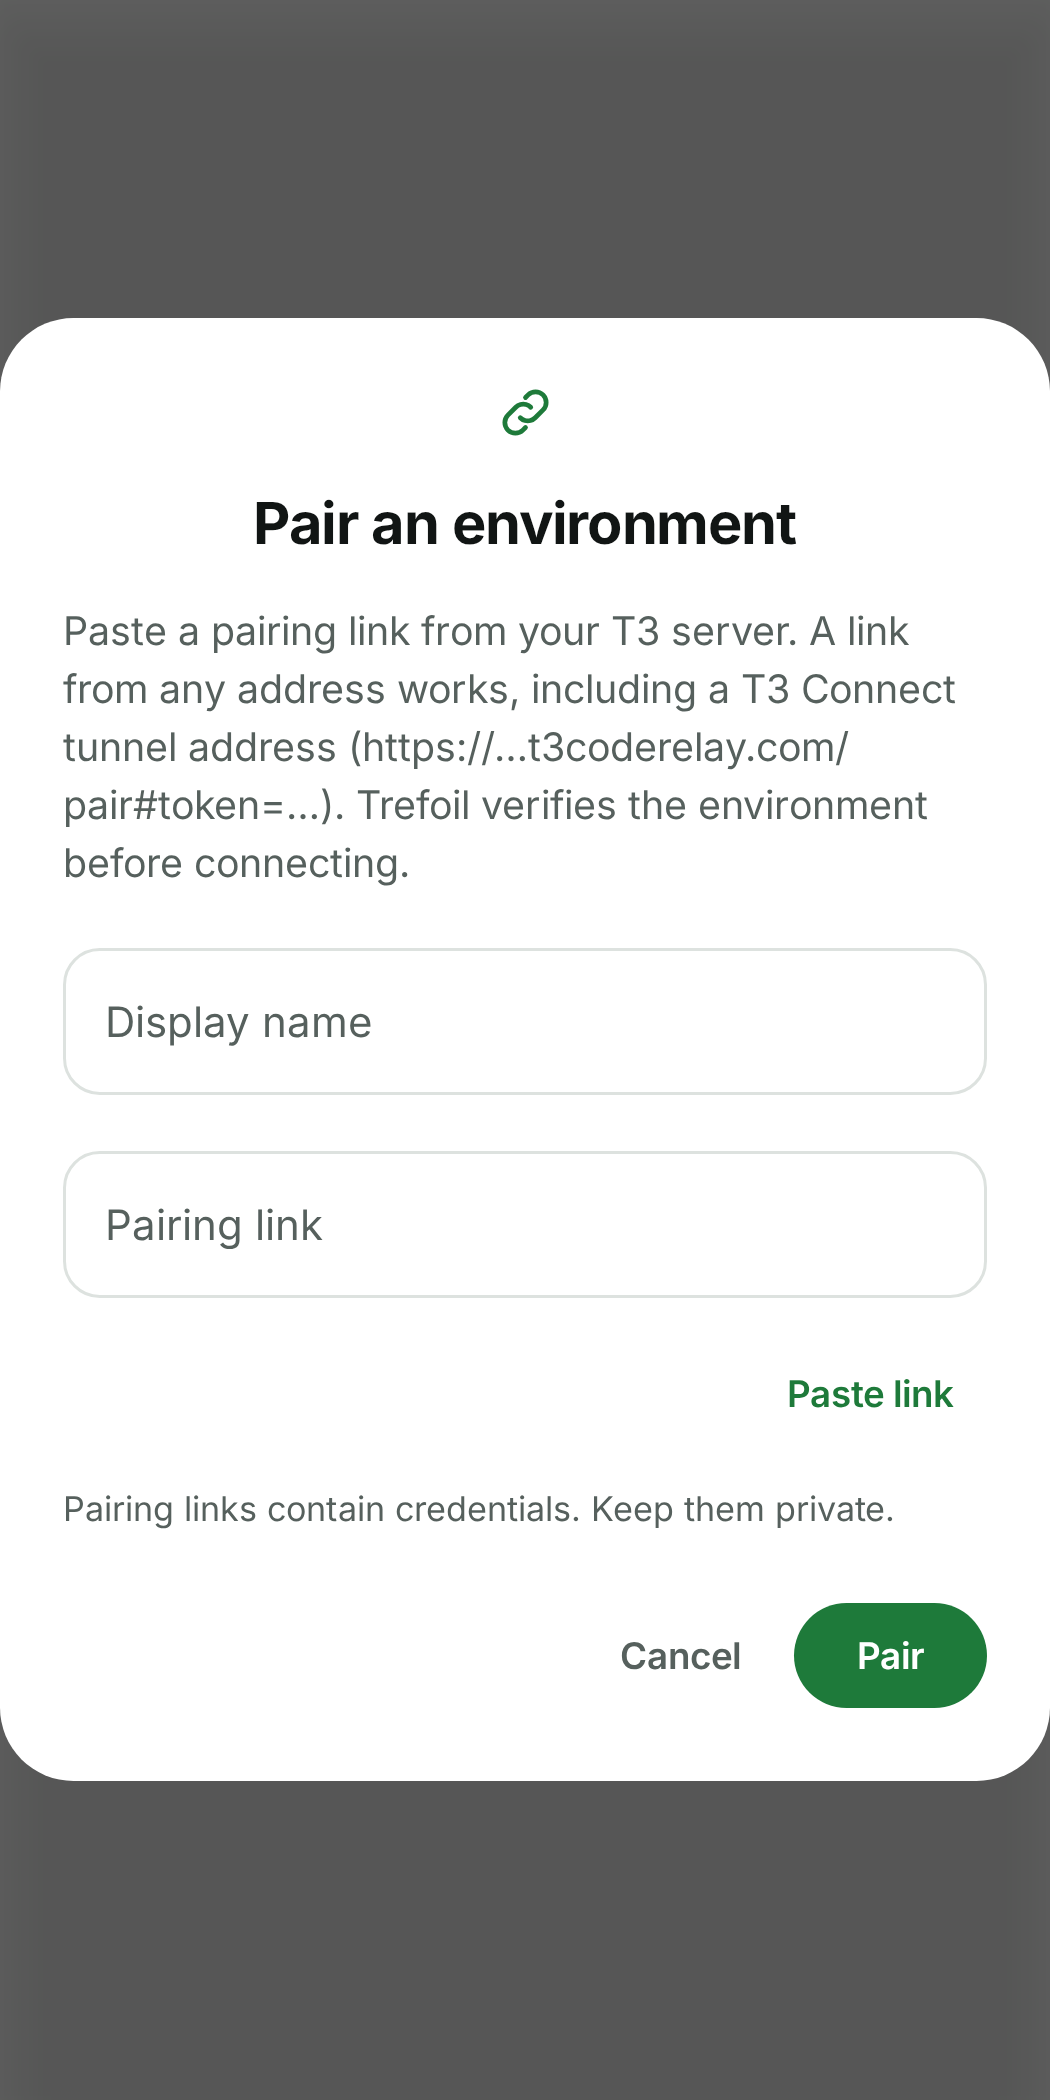 Pair an environment
Paste a pairing link from your T3 server. A link
from any address works, including a T3 Connect
tunnel address (https://…t3coderelay.com/
pair#token=…). Trefoil verifies the environment
before connecting.
Display name
Pairing link
Paste link
Pairing links contain credentials. Keep them private.
Cancel
Pair